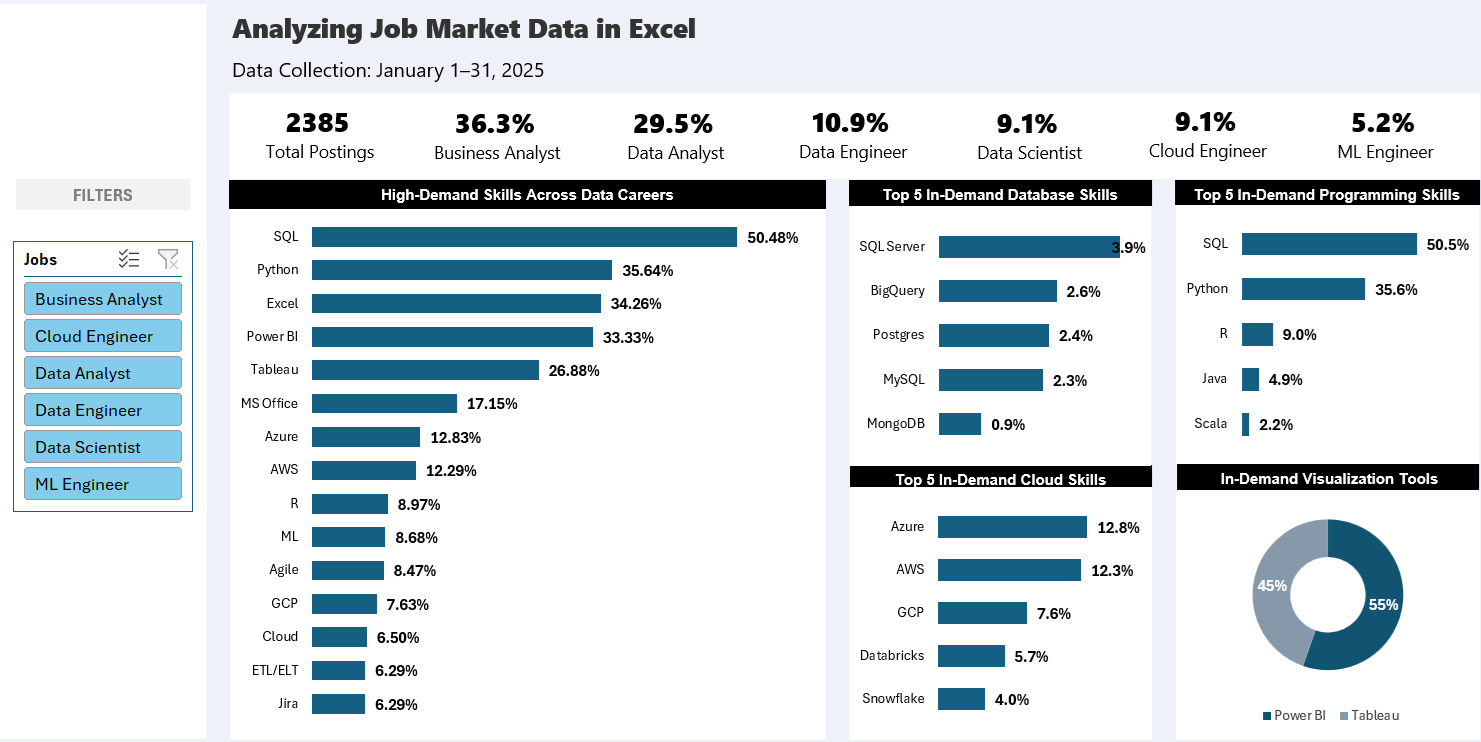 Analyzing Job Market Data in Excel
Data Collection: January 1–31, 2025
2385
Total Postings
36.3%
Business Analyst
29.5%
Data Analyst
10.9%
Data Engineer
9.1%
Data Scientist
9.1%
Cloud Engineer
5.2%
ML Engineer
FILTERS
Jobs
Business Analyst
Cloud Engineer
Data Analyst
Data Engineer
Data Scientist
ML Engineer
High-Demand Skills Across Data Careers
SQL 50.48%
Python 35.64%
Excel 34.26%
Power BI 33.33%
Tableau 26.88%
MS Office 17.15%
Azure 12.83%
AWS 12.29%
R 8.97%
ML 8.68%
Agile 8.47%
GCP 7.63%
Cloud 6.50%
ETL/ELT 6.29%
Jira 6.29%
Top 5 In-Demand Database Skills
SQL Server 3.9%
BigQuery 2.6%
Postgres 2.4%
MySQL 2.3%
MongoDB 0.9%
Top 5 In-Demand Cloud Skills
Azure 12.8%
AWS 12.3%
GCP 7.6%
Databricks 5.7%
Snowflake 4.0%
Top 5 In-Demand Programming Skills
SQL 50.5%
Python 35.6%
R 9.0%
Java 4.9%
Scala 2.2%
In-Demand Visualization Tools
45%
55%
Power BI Tableau